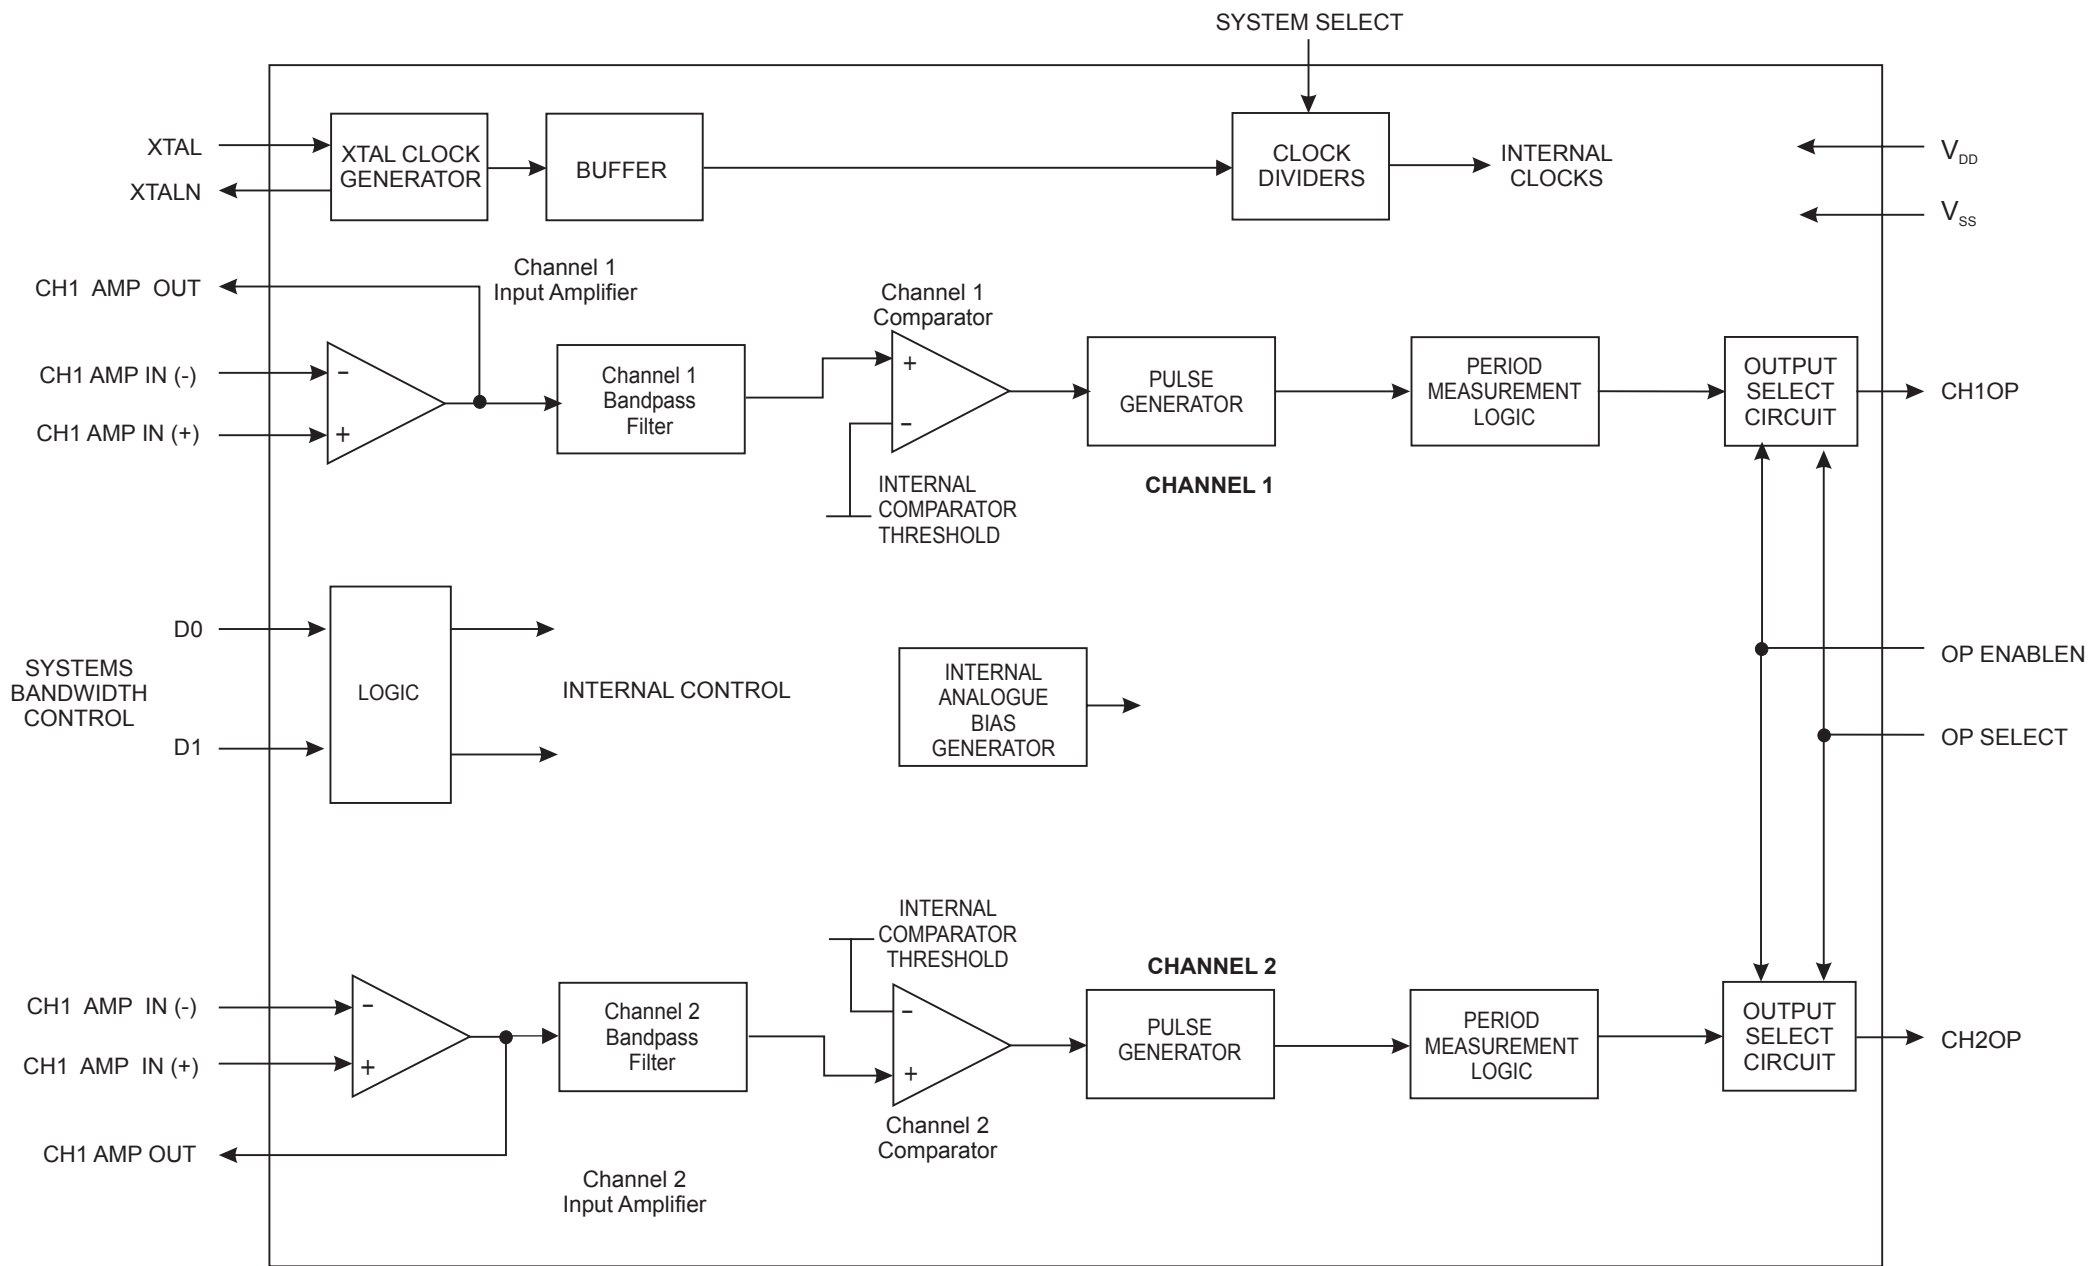 SYSTEM SELECT
XTAL
XTALN
XTAL CLOCK
GENERATOR
BUFFER
CLOCK
DIVIDERS
INTERNAL
CLOCKS
VDD
VSS
CH1 AMP OUT
Channel 1
Input Amplifier
Channel 1
Comparator
CH1 AMP IN (-)
CH1 AMP IN (+)
-
+
Channel 1
Bandpass
Filter
+
-
INTERNAL
COMPARATOR
THRESHOLD
PULSE
GENERATOR
CHANNEL 1
PERIOD
MEASUREMENT
LOGIC
OUTPUT
SELECT
CIRCUIT
CH1OP
D0
SYSTEMS
BANDWIDTH
CONTROL
D1
LOGIC
INTERNAL CONTROL
INTERNAL
ANALOGUE
BIAS
GENERATOR
OP ENABLEN
OP SELECT
INTERNAL
COMPARATOR
THRESHOLD
CHANNEL 2
CH1 AMP IN (-)
CH1 AMP IN (+)
-
+
Channel 2
Bandpass
Filter
-
+
Channel 2
Comparator
PULSE
GENERATOR
PERIOD
MEASUREMENT
LOGIC
OUTPUT
SELECT
CIRCUIT
CH2OP
CH1 AMP OUT
Channel 2
Input Amplifier